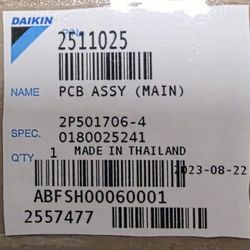 DAIKIN
P/No. 2511025
NAME PCB ASSY (MAIN)
2P501706-4
SPEC. 0180025241
Q'TY 1 MADE IN THAILAND
2023-08-22
ABFSH00060001
2557477